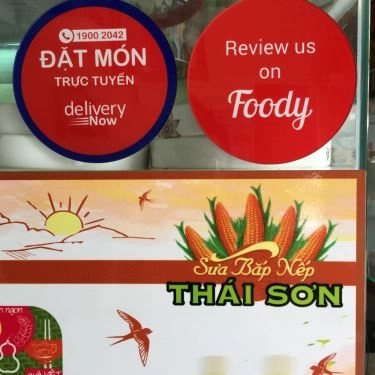 1900 2042
ĐẶT MÓN
TRỰC TUYẾN
delivery
Now
Review us
on
Foody
Sữa Bắp Nếp
THÁI SƠN